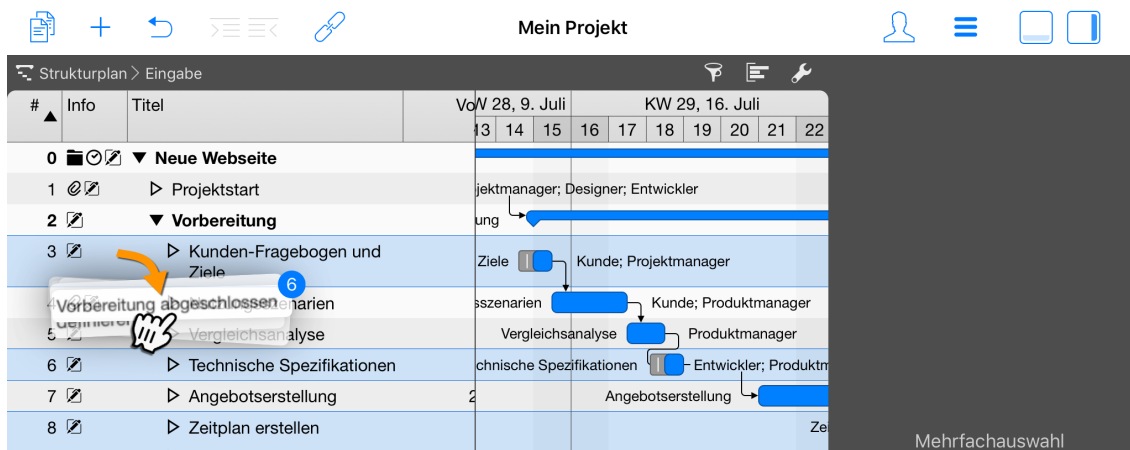 Mein Projekt
Strukturplan > Eingabe
# Info Titel Vo
KW 28, 9. Juli KW 29, 16. Juli
13 14 15 16 17 18 19 20 21 22
0 Neue Webseite
1 Projektstart
jektmanager; Designer; Entwickler
2 Vorbereitung
ung
3 Kunden-Fragebogen und
Ziele
Ziele Kunde; Projektmanager
6
Vorbereitung abgeschlossen
definieren
4 enarien
szenarien Kunde; Produktmanager
5 Vergleichsanalyse
Vergleichsanalyse Produktmanager
6 Technische Spezifikationen
chnische Spezifikationen Entwickler; Produktm
7 Angebotserstellung 2
Angebotserstellung
8 Zeitplan erstellen
Zei
Mehrfachauswahl